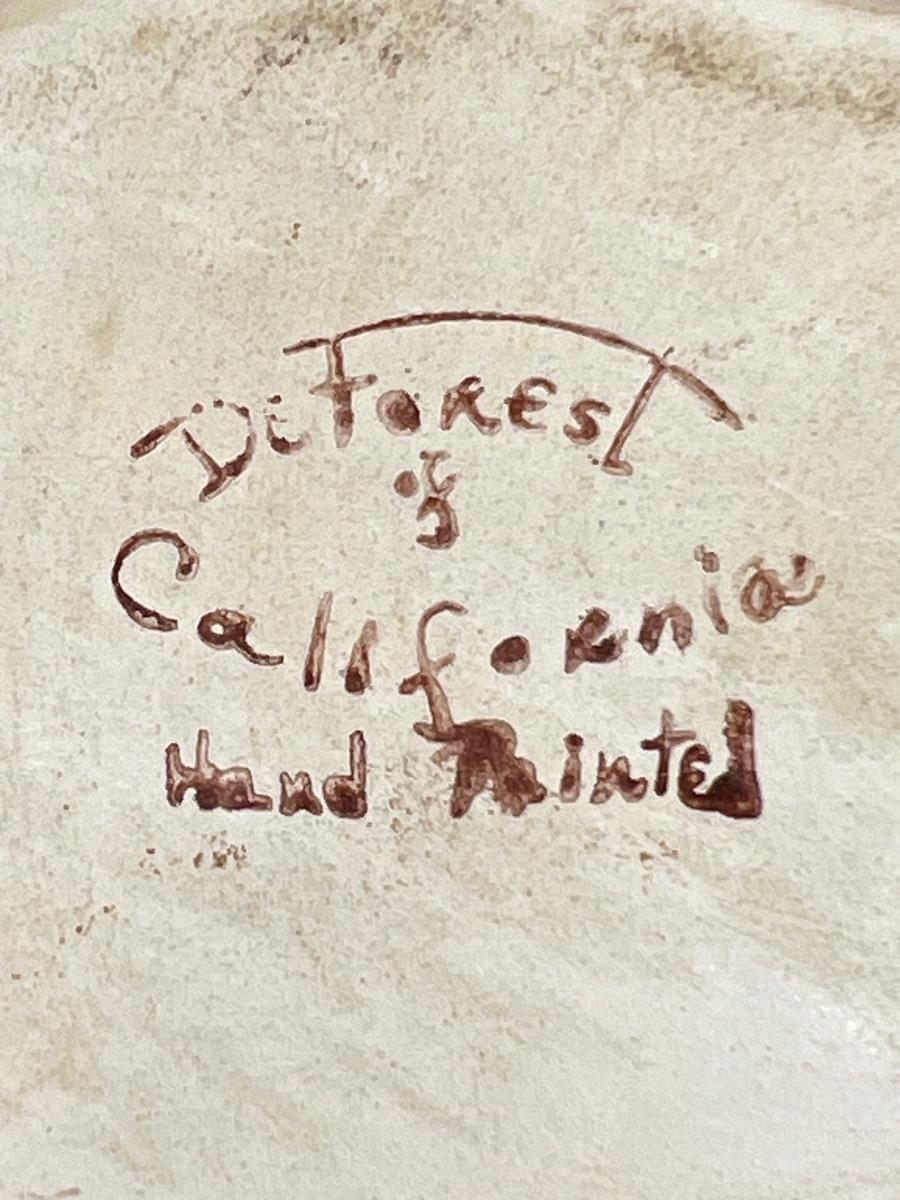 DeForest
of
California
Hand Painted